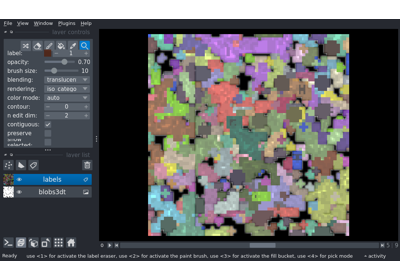 File View Window Plugins Help
layer controls
label: 1
opacity: 0.70
brush size: 10
blending: translucen
rendering: iso_catego
color mode: auto
contour: 0
n edit dim: 2
contiguous:
preserve
selected:
layer list
labels
blobs3dt
Ready use <1> for activate the label eraser, use <2> for activate the paint brush, use <3> for activate the fill bucket, use <4> for pick mode activity